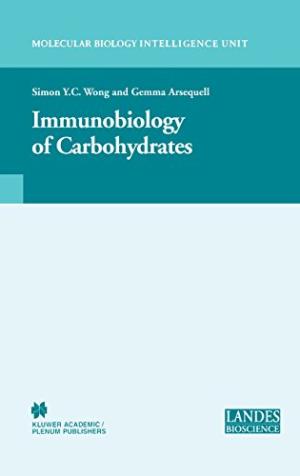 MOLECULAR BIOLOGY INTELLIGENCE UNIT
Simon Y.C. Wong and Gemma Arsequell
Immunobiology
of Carbohydrates
KLUWER ACADEMIC /
PLENUM PUBLISHERS
LANDES
BIOSCIENCE